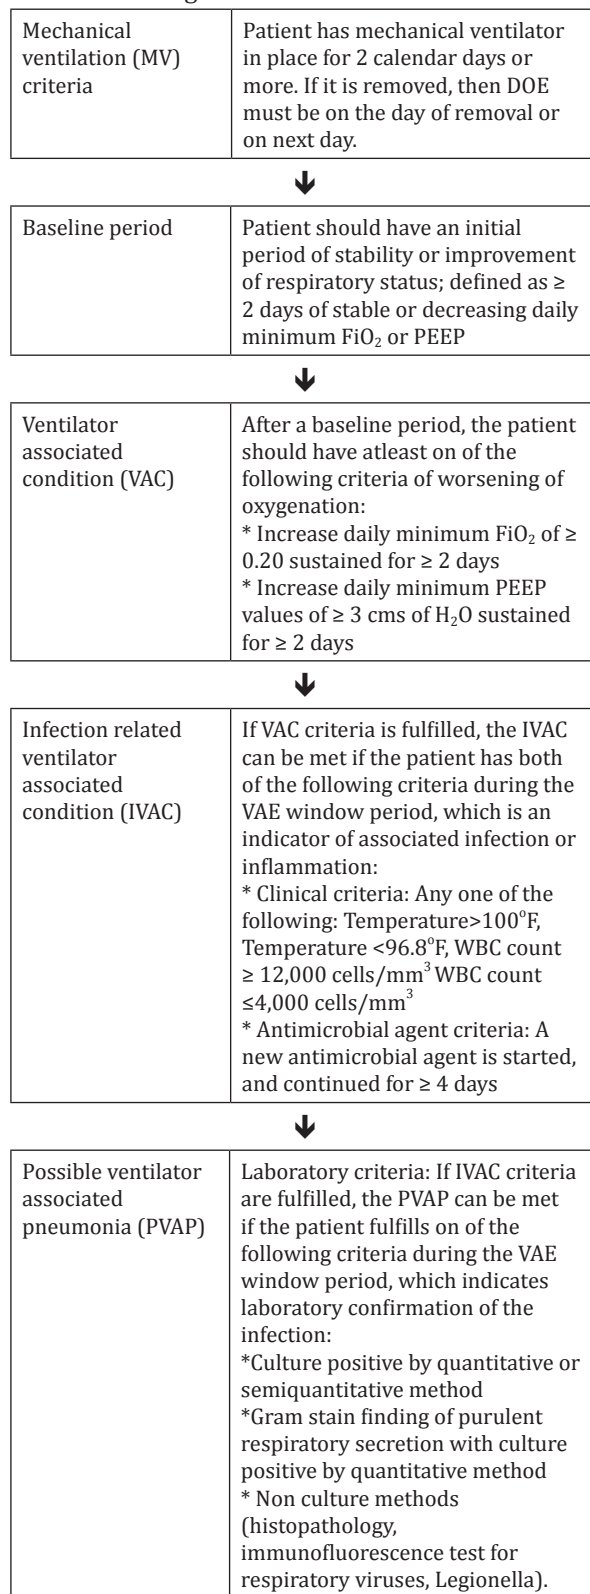 Mechanical
ventilation (MV)
criteria
Patient has mechanical ventilator
in place for 2 calendar days or
more. If it is removed, then DOE
must be on the day of removal or
on next day.
Baseline period
Patient should have an initial
period of stability or improvement
of respiratory status; defined as ≥
2 days of stable or decreasing daily
minimum FiO₂ or PEEP
Ventilator
associated
condition (VAC)
After a baseline period, the patient
should have atleast on of the
following criteria of worsening of
oxygenation:
* Increase daily minimum FiO₂ of ≥
0.20 sustained for ≥ 2 days
* Increase daily minimum PEEP
values of ≥ 3 cms of H₂O sustained
for ≥ 2 days
Infection related
ventilator
associated
condition (IVAC)
If VAC criteria is fulfilled, the IVAC
can be met if the patient has both
of the following criteria during the
VAE window period, which is an
indicator of associated infection or
inflammation:
* Clinical criteria: Any one of the
following: Temperature>100°F,
Temperature <96.8°F, WBC count
≥ 12,000 cells/mm³ WBC count
≤4,000 cells/mm³
* Antimicrobial agent criteria: A
new antimicrobial agent is started,
and continued for ≥ 4 days
Possible ventilator
associated
pneumonia (PVAP)
Laboratory criteria: If IVAC criteria
are fulfilled, the PVAP can be met
if the patient fulfills on of the
following criteria during the VAE
window period, which indicates
laboratory confirmation of the
infection:
*Culture positive by quantitative or
semiquantitative method
*Gram stain finding of purulent
respiratory secretion with culture
positive by quantitative method
* Non culture methods
(histopathology,
immunofluorescence test for
respiratory viruses, Legionella).